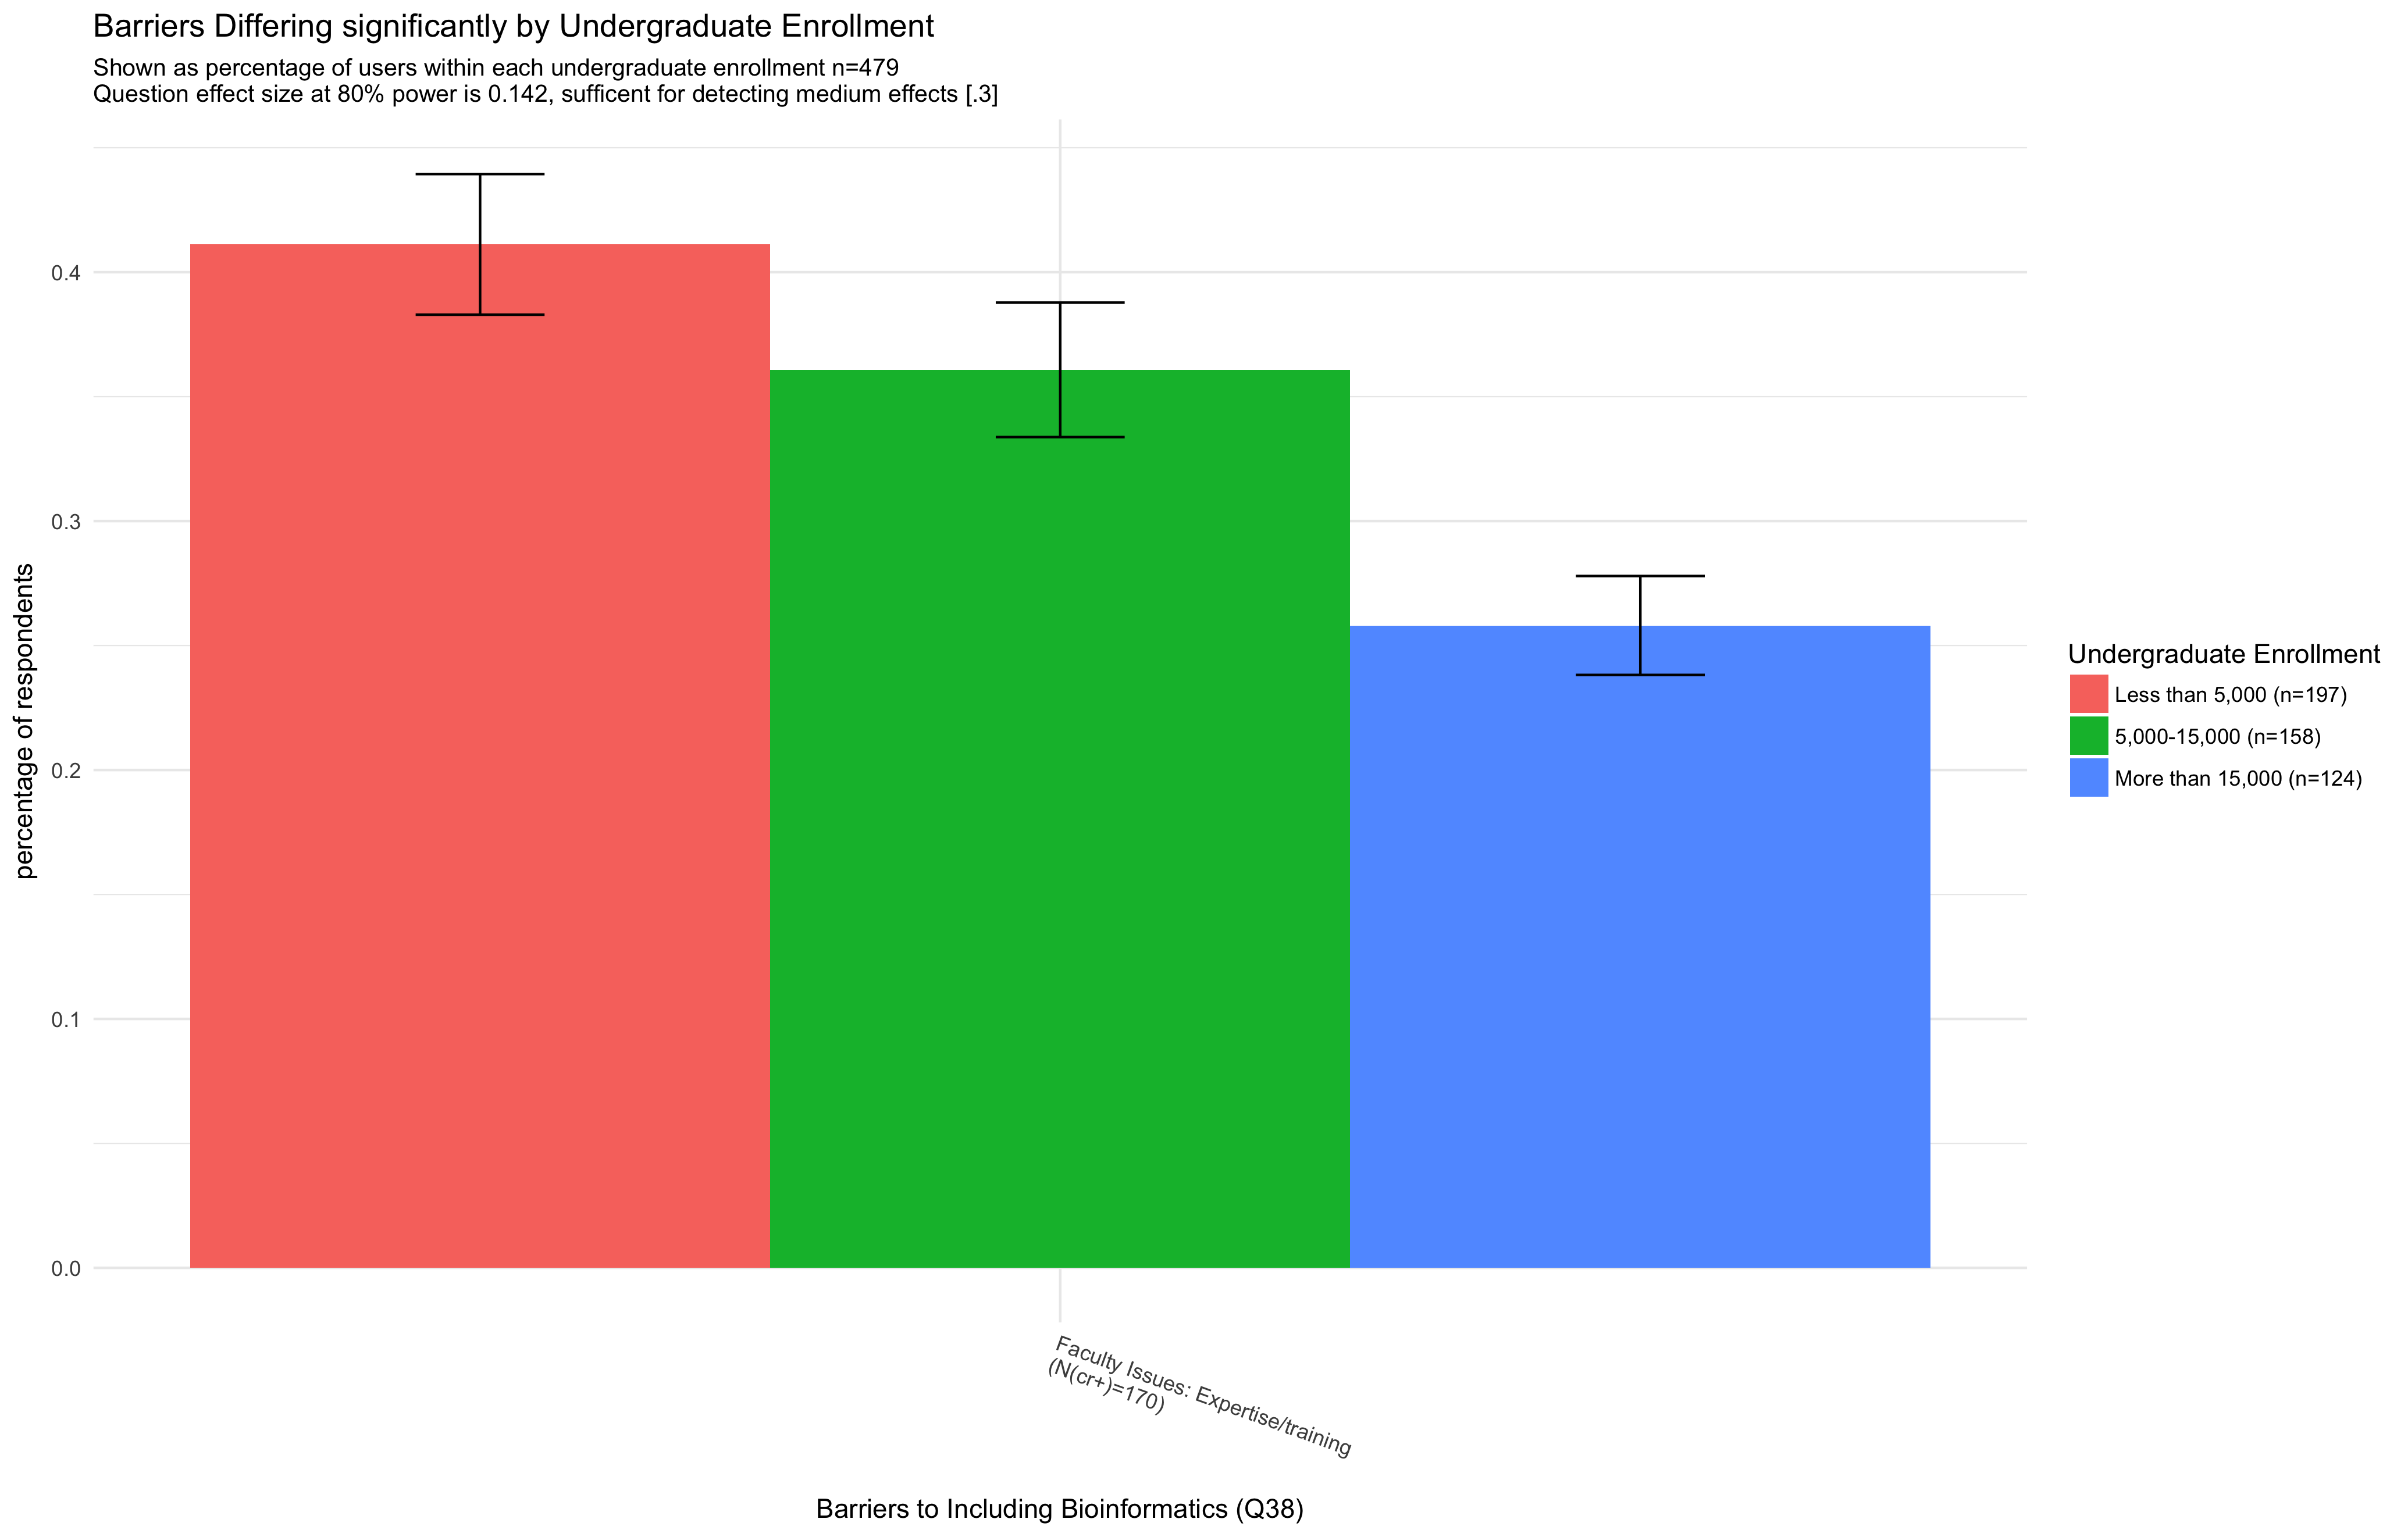 Barriers Differing significantly by Undergraduate Enrollment
Shown as percentage of users within each undergraduate enrollment n=479
Question effect size at 80% power is 0.142, sufficent for detecting medium effects [.3]
percentage of respondents
0.4
0.3
0.2
0.1
0.0
Faculty Issues: Expertise/training
(N(cr+)=170)
Barriers to Including Bioinformatics (Q38)
Undergraduate Enrollment
Less than 5,000 (n=197)
5,000-15,000 (n=158)
More than 15,000 (n=124)